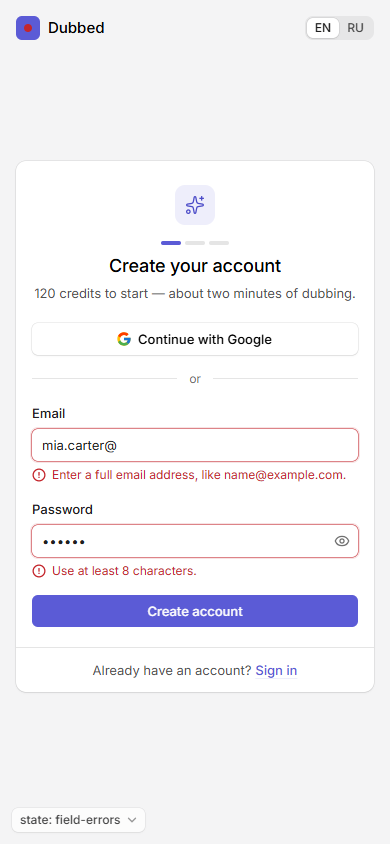 Dubbed
EN RU
Create your account
120 credits to start — about two minutes of dubbing.
Continue with Google
or
Email
mia.carter@
Enter a full email address, like name@example.com.
Password
••••••
Use at least 8 characters.
Create account
Already have an account? Sign in
state: field-errors